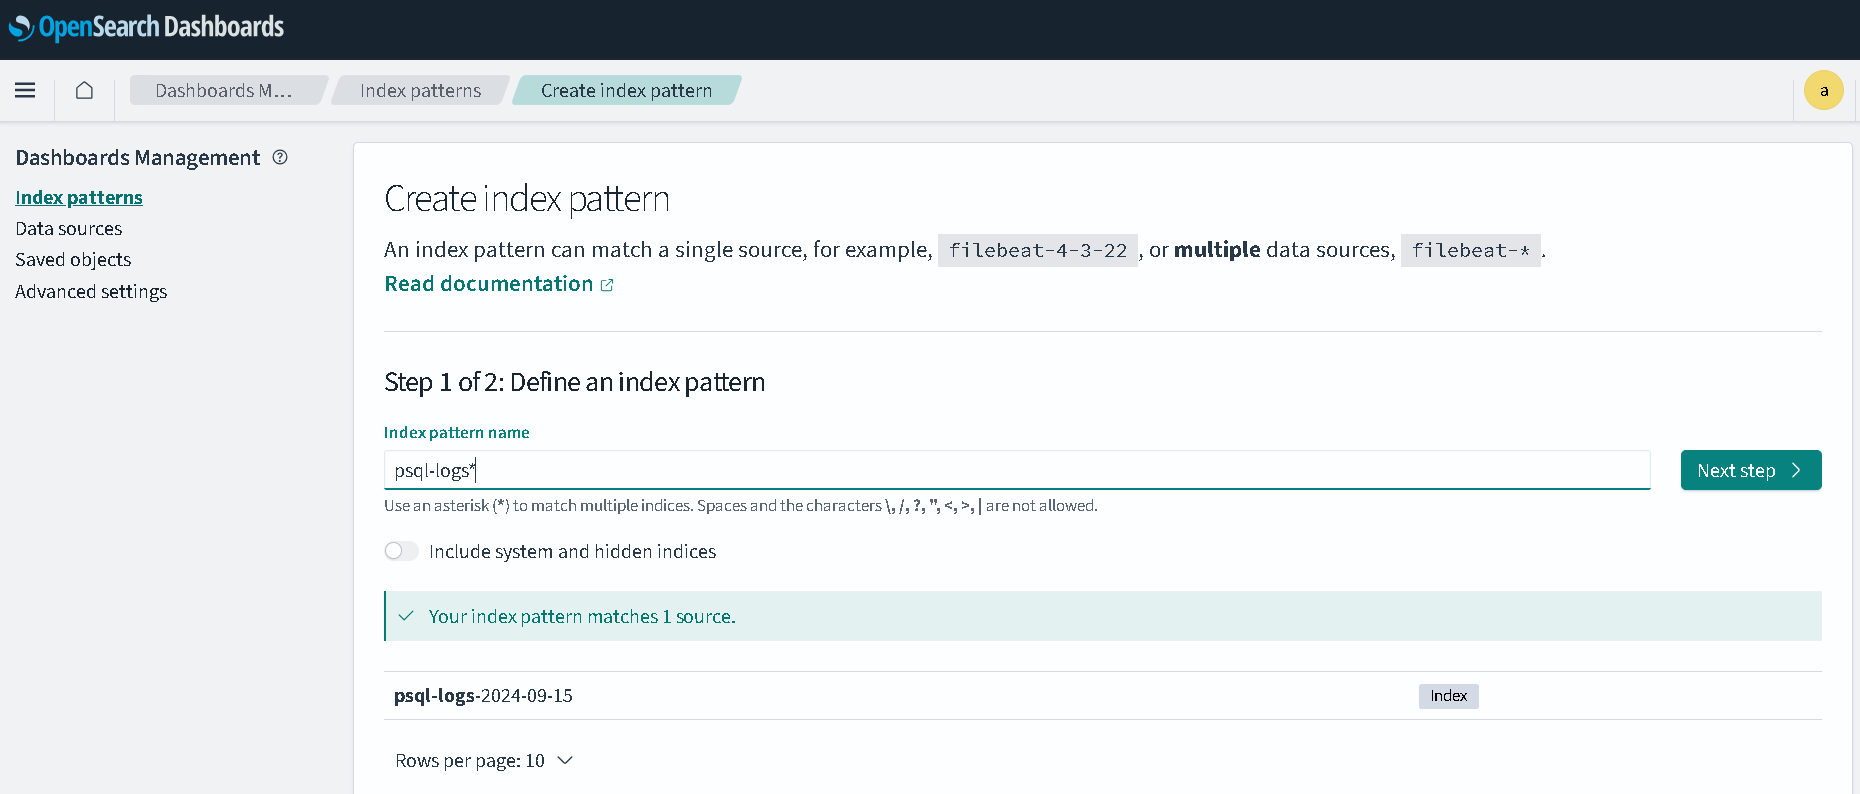 OpenSearch Dashboards
Dashboards M...
Index patterns
Create index pattern
a
Dashboards Management
Index patterns
Data sources
Saved objects
Advanced settings
Create index pattern
An index pattern can match a single source, for example, filebeat-4-3-22 , or multiple data sources, filebeat-* .
Read documentation
Step 1 of 2: Define an index pattern
Index pattern name
psql-logs*
Next step
Use an asterisk (*) to match multiple indices. Spaces and the characters \, /, ?, ", <, >, | are not allowed.
Include system and hidden indices
Your index pattern matches 1 source.
psql-logs-2024-09-15
Index
Rows per page: 10